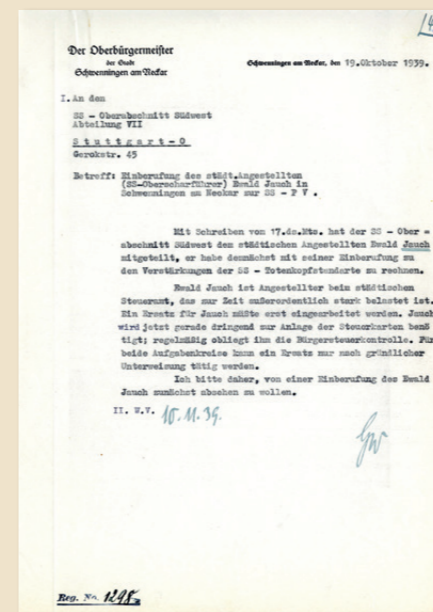 [4
Der Oberbürgermeister
der Stadt
Schwenningen am Neckar
Schwenningen am Neckar, den 19.Oktober 1939.
I. An den
SS - Oberabschnitt Südwest
Abteilung VII
Stuttgart-O
Gerokstr. 45
Betreff: Einberufung des städt.Angestellten
(SS-Oberscharführer) Ewald Jauch in
Schwenningen am Neckar zur SS - P V .
Mit Schreiben vom 17.ds.Mts. hat der SS - Ober =
abschnitt Südwest dem städtischen Angestellten Ewald Jauch
mitgeteilt, er habe demnächst mit seiner Einberufung zu
den Verstärkungen der SS - Totenkopfstandarte zu rechnen.
Ewald Jauch ist Angestellter beim städtischen
Steueramt, das zur Zeit außerordentlich stark belastet ist.
Ein Ersatz für Jauch müßte erst eingearbeitet werden. Jauch
wird jetzt gerade dringend zur Anlage der Steuerkarten benö
tigt; regelmäßig obliegt ihm die Bürgersteuerkontrolle. Für
beide Aufgabenkreise kann ein Ersatz nur nach gründlicher
Unterweisung tätig werden.
Ich bitte daher, von einer Einberufung des Ewald
Jauch zunächst absehen zu wollen.
II. W.V. 10.11.39.
Reg. No. 1298